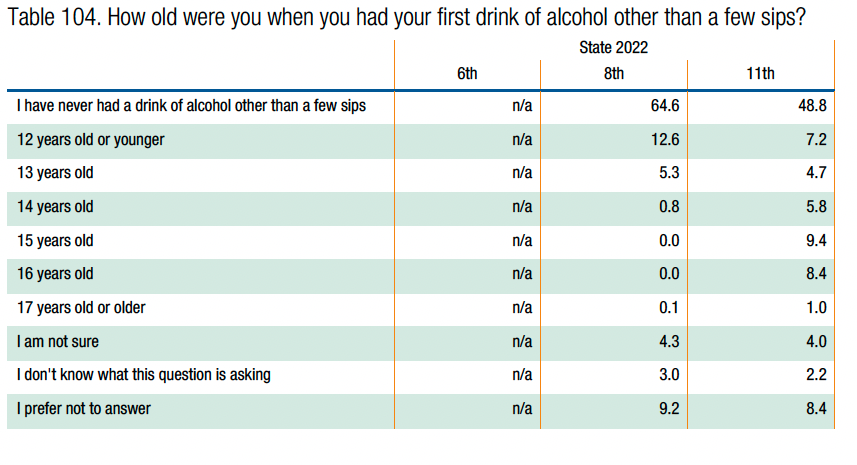 Table 104. How old were you when you had your first drink of alcohol other than a few sips?
State 2022
6th 8th 11th
I have never had a drink of alcohol other than a few sips n/a 64.6 48.8
12 years old or younger n/a 12.6 7.2
13 years old n/a 5.3 4.7
14 years old n/a 0.8 5.8
15 years old n/a 0.0 9.4
16 years old n/a 0.0 8.4
17 years old or older n/a 0.1 1.0
I am not sure n/a 4.3 4.0
I don't know what this question is asking n/a 3.0 2.2
I prefer not to answer n/a 9.2 8.4